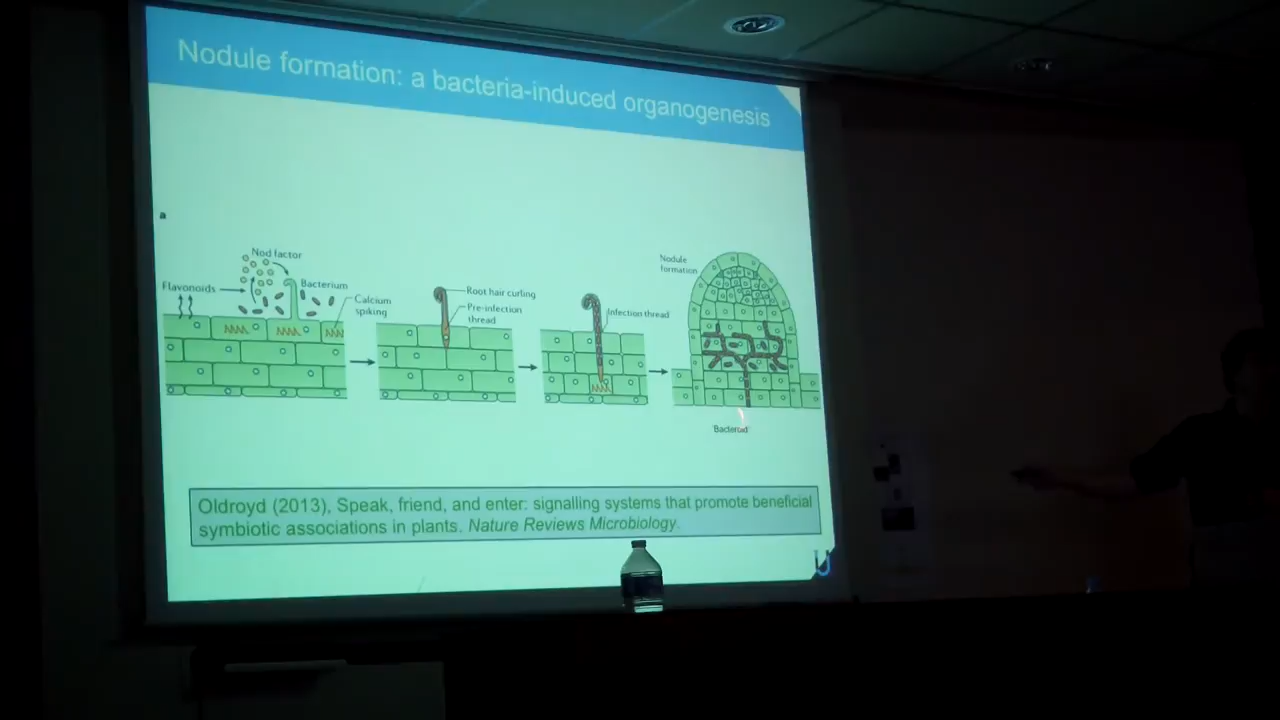 Nodule formation: a bacteria-induced organogenesis
a
Nod factor
Flavonoids
Bacterium
Calcium
spiking
Root hair curling
Pre-infection
thread
Infection thread
Nodule
formation
Bacteroid
Oldroyd (2013), Speak, friend, and enter: signalling systems that promote beneficial
symbiotic associations in plants. Nature Reviews Microbiology.